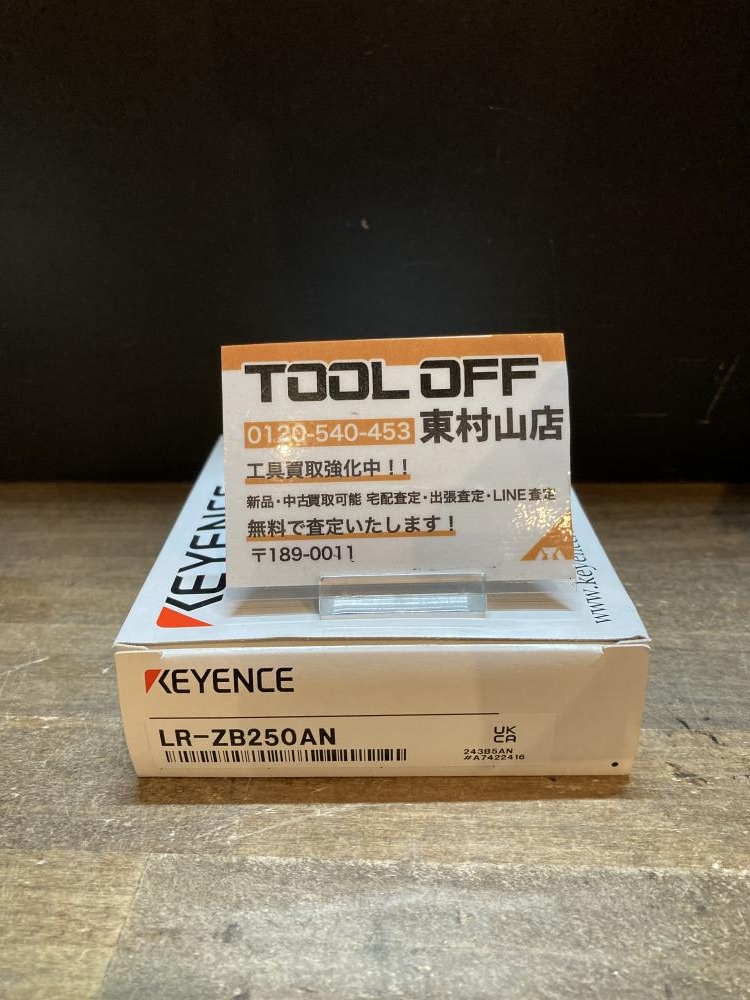 TOOL OFF
0120-540-453 東村山店
工具買取強化中！！
新品・中古買取可能 宅配査定・出張査定・LINE査定
無料で査定いたします！
〒189-0011
KEYENCE
www.keyence
KEYENCE
LR-ZB250AN
UK
CA
243B5AN
#A7422416